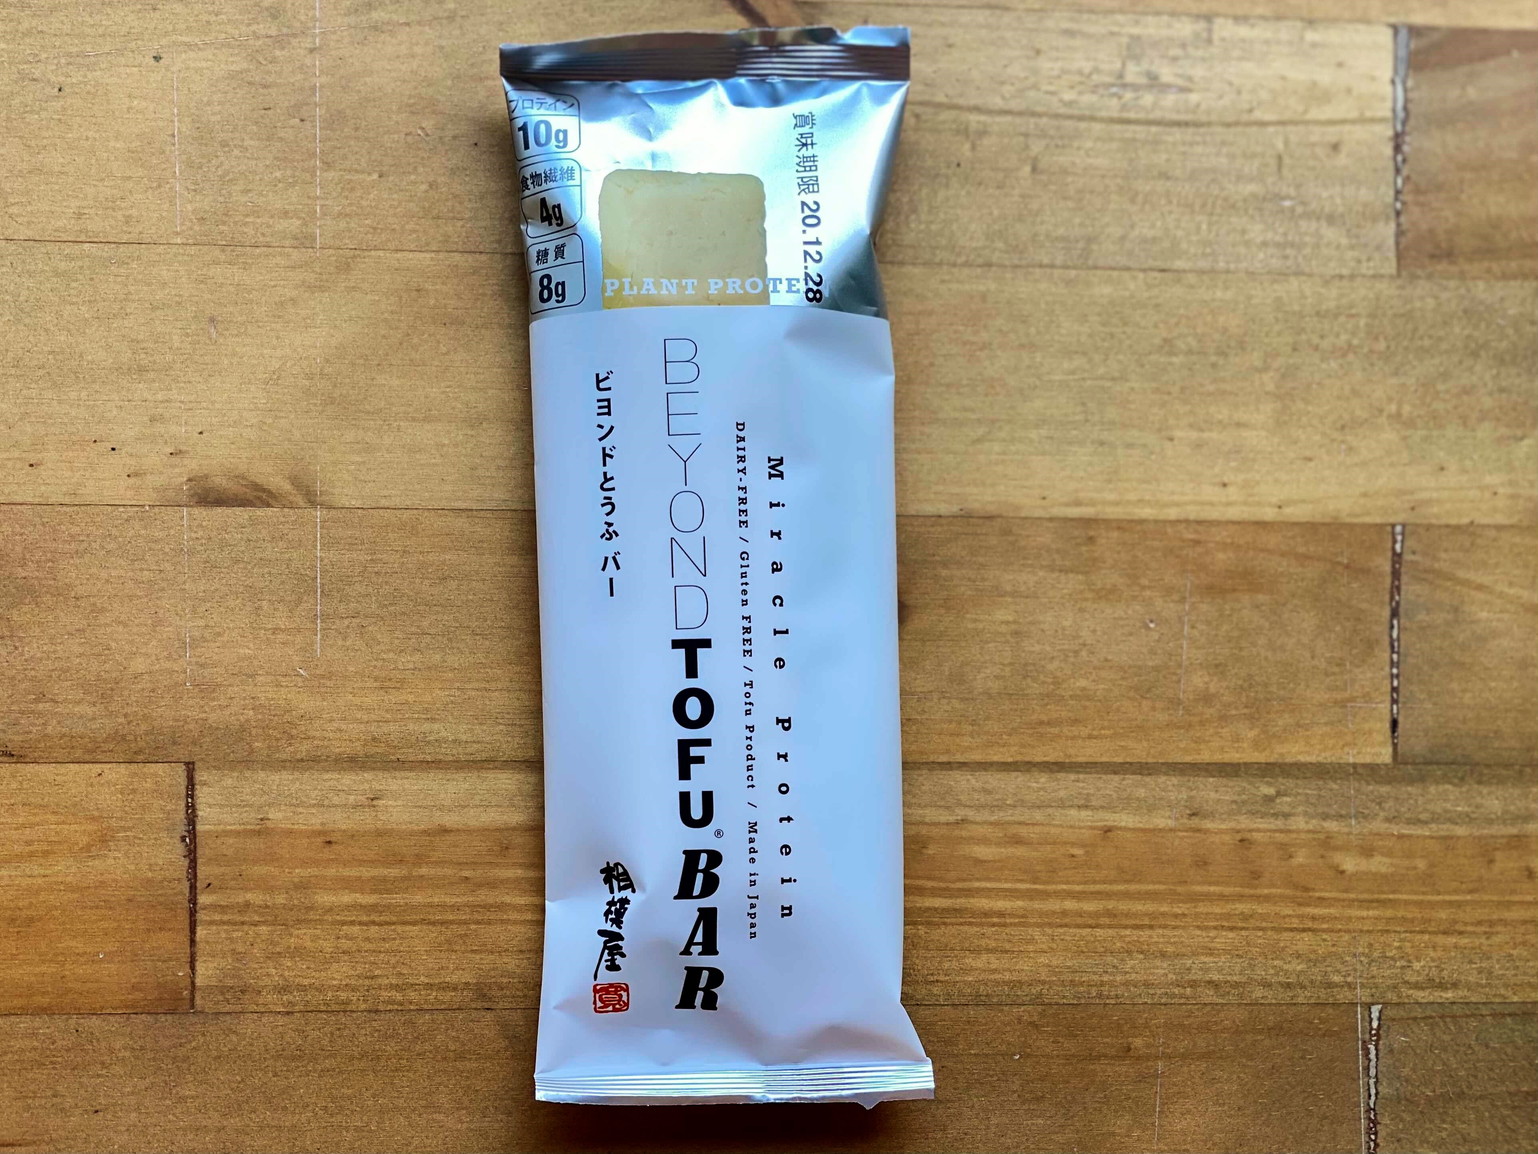 プロテイン
10g
食物繊維
4g
糖質
8g
賞味期限 20.12.28
PLANT PROTEIN
BEYOND TOFU® BAR
ビヨンドとうふ バー
Miracle Protein
DAIRY-FREE / Gluten FREE / Tofu Product / Made in Japan
相模屋